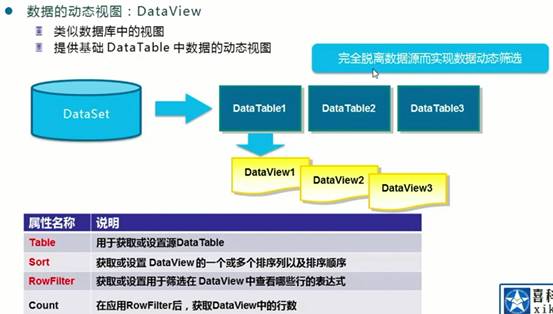 数据的动态视图：DataView
类似数据库中的视图
提供基础 DataTable 中数据的动态视图
完全脱离数据源而实现数据动态筛选
DataSet
DataTable1
DataTable2
DataTable3
DataView1
DataView2
DataView3
属性名称 说明
Table 用于获取或设置源DataTable
Sort 获取或设置 DataView 的一个或多个排序列以及排序顺序
RowFilter 获取或设置用于筛选在 DataView 中查看哪些行的表达式
Count 在应用RowFilter后，获取DataView中的行数
喜科
xik